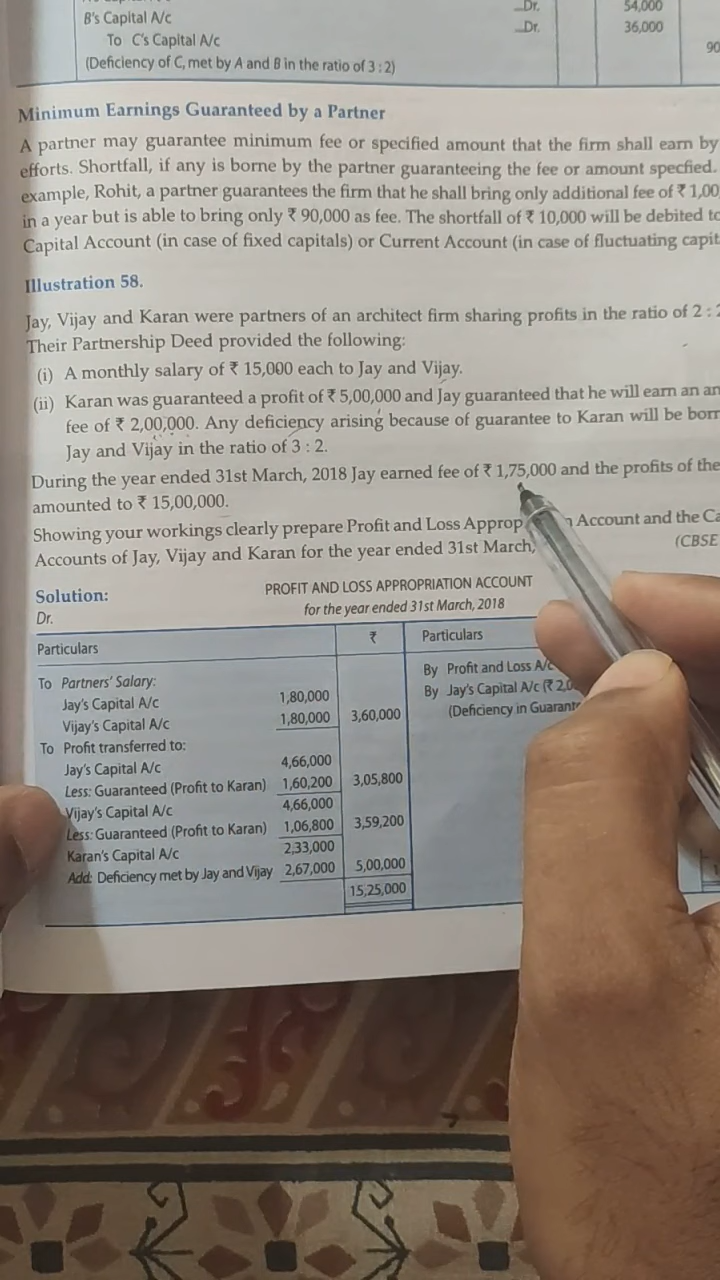 B's Capital A/c ...Dr. 54,000
To C's Capital A/c ...Dr. 36,000
90
(Deficiency of C, met by A and B in the ratio of 3 : 2)
Minimum Earnings Guaranteed by a Partner
A partner may guarantee minimum fee or specified amount that the firm shall earn by
efforts. Shortfall, if any is borne by the partner guaranteeing the fee or amount specfied.
example, Rohit, a partner guarantees the firm that he shall bring only additional fee of ₹ 1,00
in a year but is able to bring only ₹ 90,000 as fee. The shortfall of ₹ 10,000 will be debited to
Capital Account (in case of fixed capitals) or Current Account (in case of fluctuating capit
Illustration 58.
Jay, Vijay and Karan were partners of an architect firm sharing profits in the ratio of 2 :
Their Partnership Deed provided the following:
(i) A monthly salary of ₹ 15,000 each to Jay and Vijay.
(ii) Karan was guaranteed a profit of ₹ 5,00,000 and Jay guaranteed that he will earn an an
fee of ₹ 2,00,000. Any deficiency arising because of guarantee to Karan will be born
Jay and Vijay in the ratio of 3 : 2.
During the year ended 31st March, 2018 Jay earned fee of ₹ 1,75,000 and the profits of the
amounted to ₹ 15,00,000.
Showing your workings clearly prepare Profit and Loss Approp n Account and the Ca
Accounts of Jay, Vijay and Karan for the year ended 31st March, (CBSE
Solution: PROFIT AND LOSS APPROPRIATION ACCOUNT
Dr. for the year ended 31st March, 2018
Particulars ₹ Particulars
To Partners' Salary: By Profit and Loss A/c
Jay's Capital A/c 1,80,000 By Jay's Capital A/c (₹ 2,0
Vijay's Capital A/c 1,80,000 3,60,000 (Deficiency in Guarant
To Profit transferred to:
Jay's Capital A/c 4,66,000
Less: Guaranteed (Profit to Karan) 1,60,200 3,05,800
Vijay's Capital A/c 4,66,000
Less: Guaranteed (Profit to Karan) 1,06,800 3,59,200
Karan's Capital A/c 2,33,000
Add: Deficiency met by Jay and Vijay 2,67,000 5,00,000
15,25,000